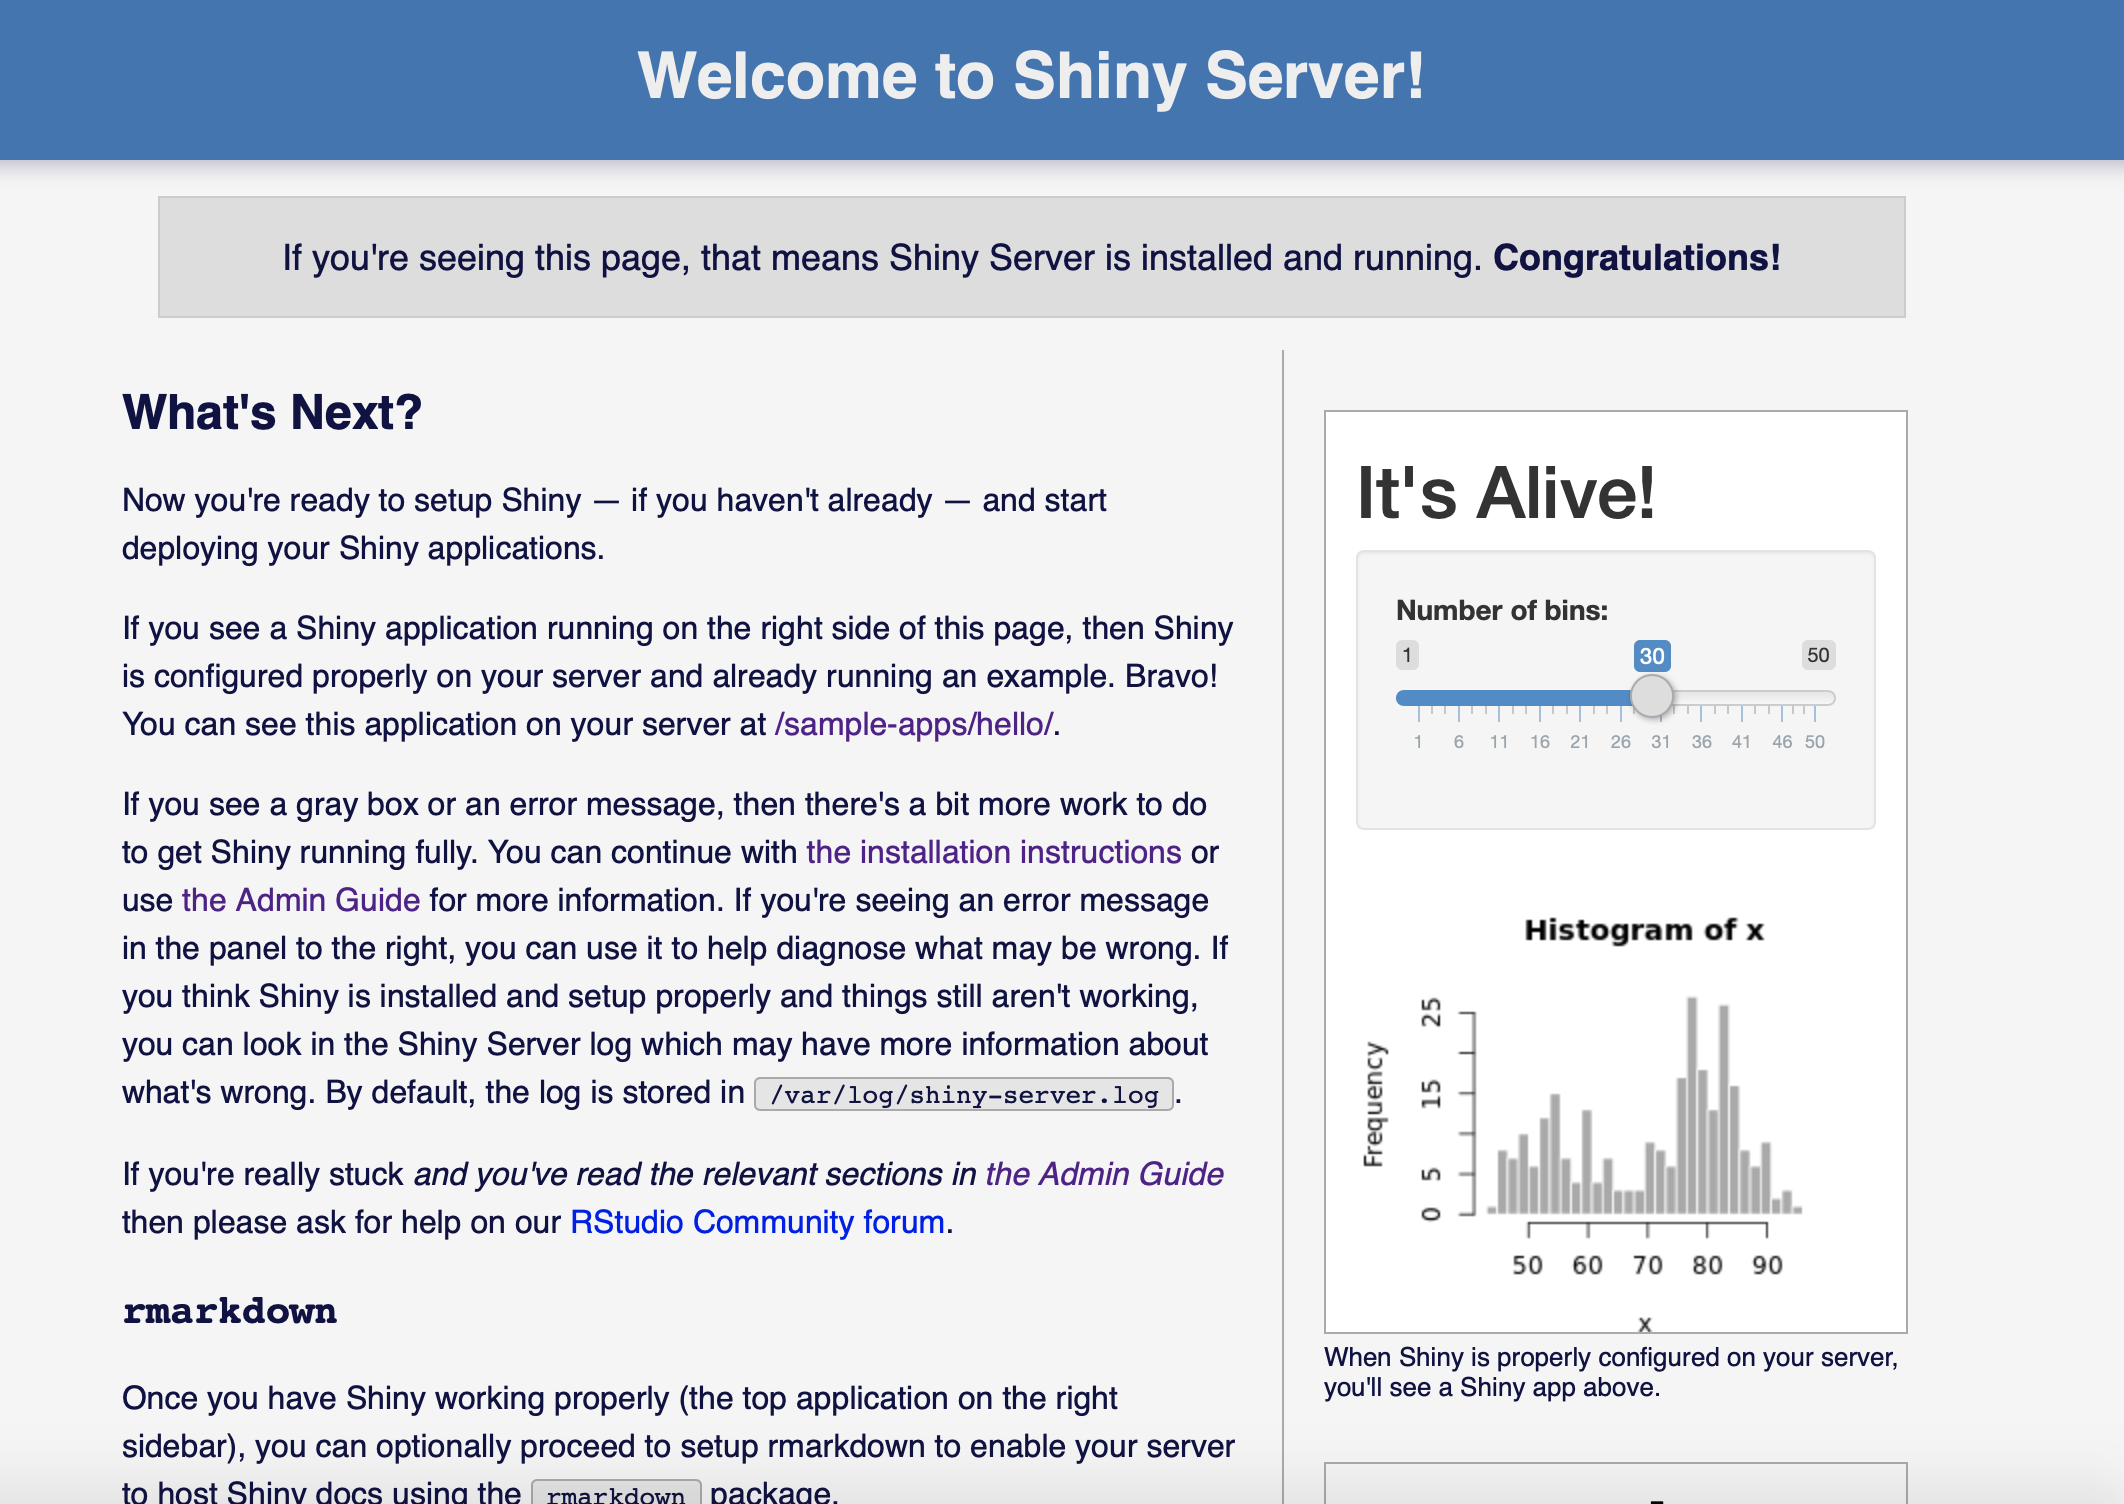 Welcome to Shiny Server!
If you're seeing this page, that means Shiny Server is installed and running. Congratulations!
What's Next?
Now you're ready to setup Shiny — if you haven't already — and start
deploying your Shiny applications.
If you see a Shiny application running on the right side of this page, then Shiny
is configured properly on your server and already running an example. Bravo!
You can see this application on your server at /sample-apps/hello/.
If you see a gray box or an error message, then there's a bit more work to do
to get Shiny running fully. You can continue with the installation instructions or
use the Admin Guide for more information. If you're seeing an error message
in the panel to the right, you can use it to help diagnose what may be wrong. If
you think Shiny is installed and setup properly and things still aren't working,
you can look in the Shiny Server log which may have more information about
what's wrong. By default, the log is stored in /var/log/shiny-server.log.
If you're really stuck and you've read the relevant sections in the Admin Guide
then please ask for help on our RStudio Community forum.
rmarkdown
Once you have Shiny working properly (the top application on the right
sidebar), you can optionally proceed to setup rmarkdown to enable your server
to host Shiny docs using the rmarkdown package.
It's Alive!
Number of bins:
1 30 50
1 6 11 16 21 26 31 36 41 46 50
Histogram of x
Frequency
25
15
5
0
50 60 70 80 90
x
When Shiny is properly configured on your server,
you'll see a Shiny app above.